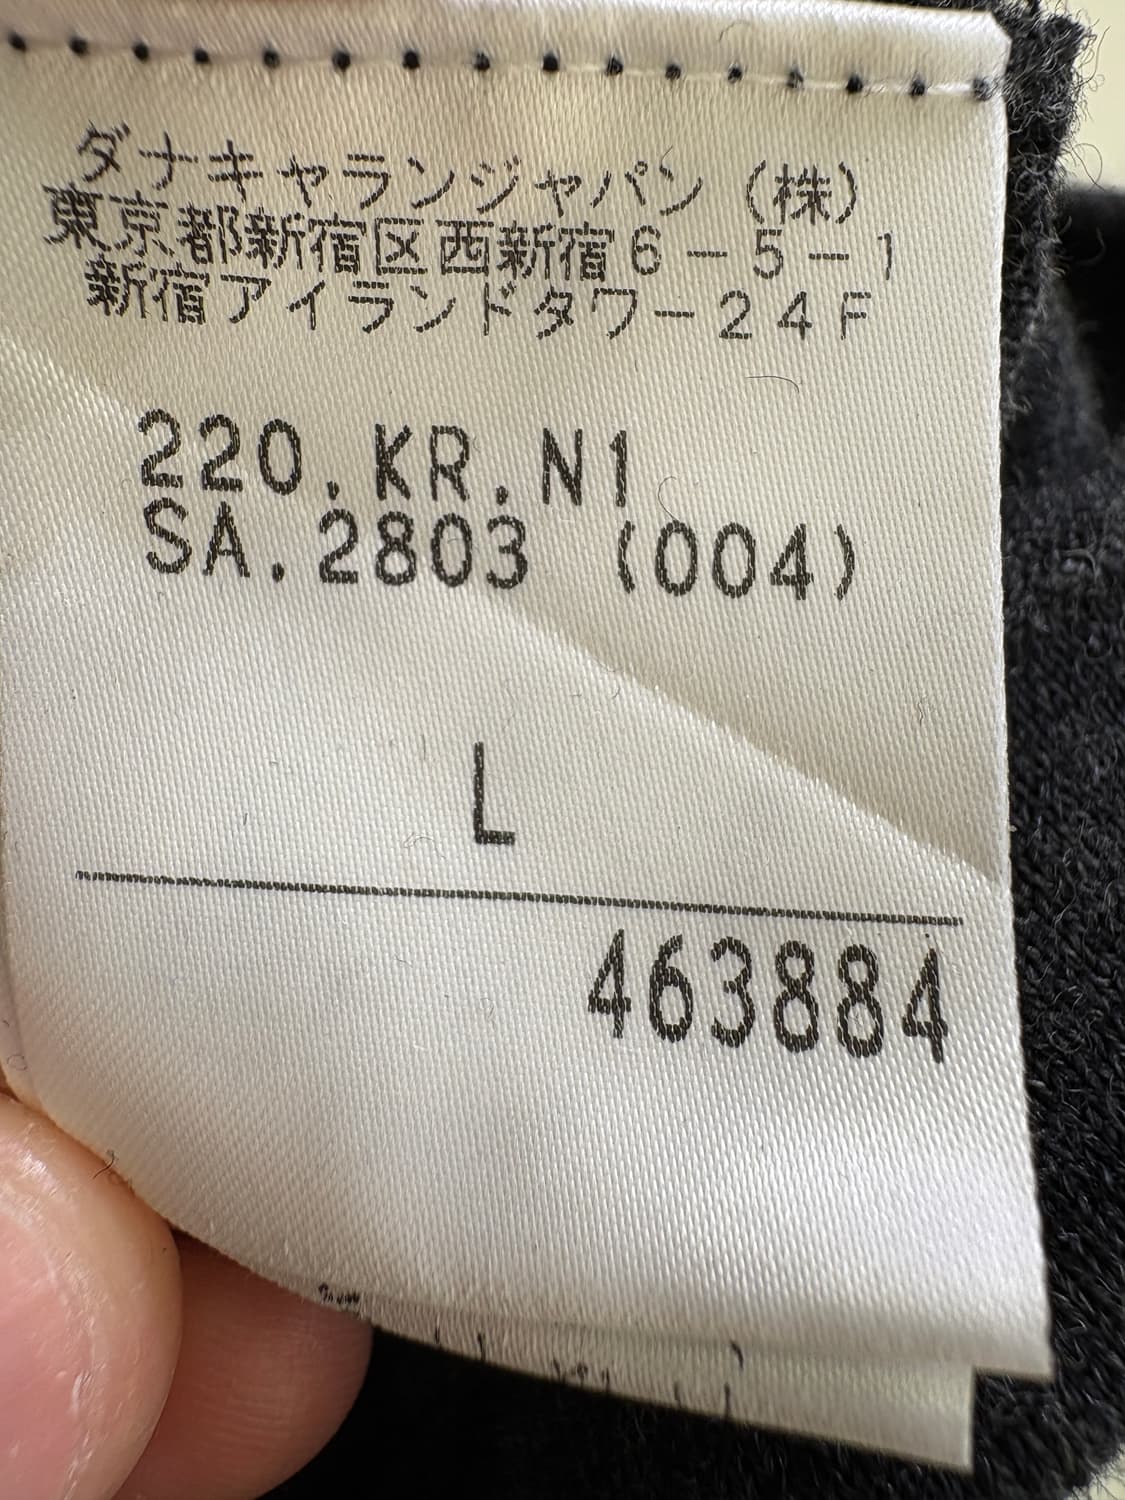 ダナキャランジャパン（株）
東京都新宿区西新宿６－５－１
新宿アイランドタワー２４Ｆ
220.KR.N1
SA.2803 (004)
L
463884